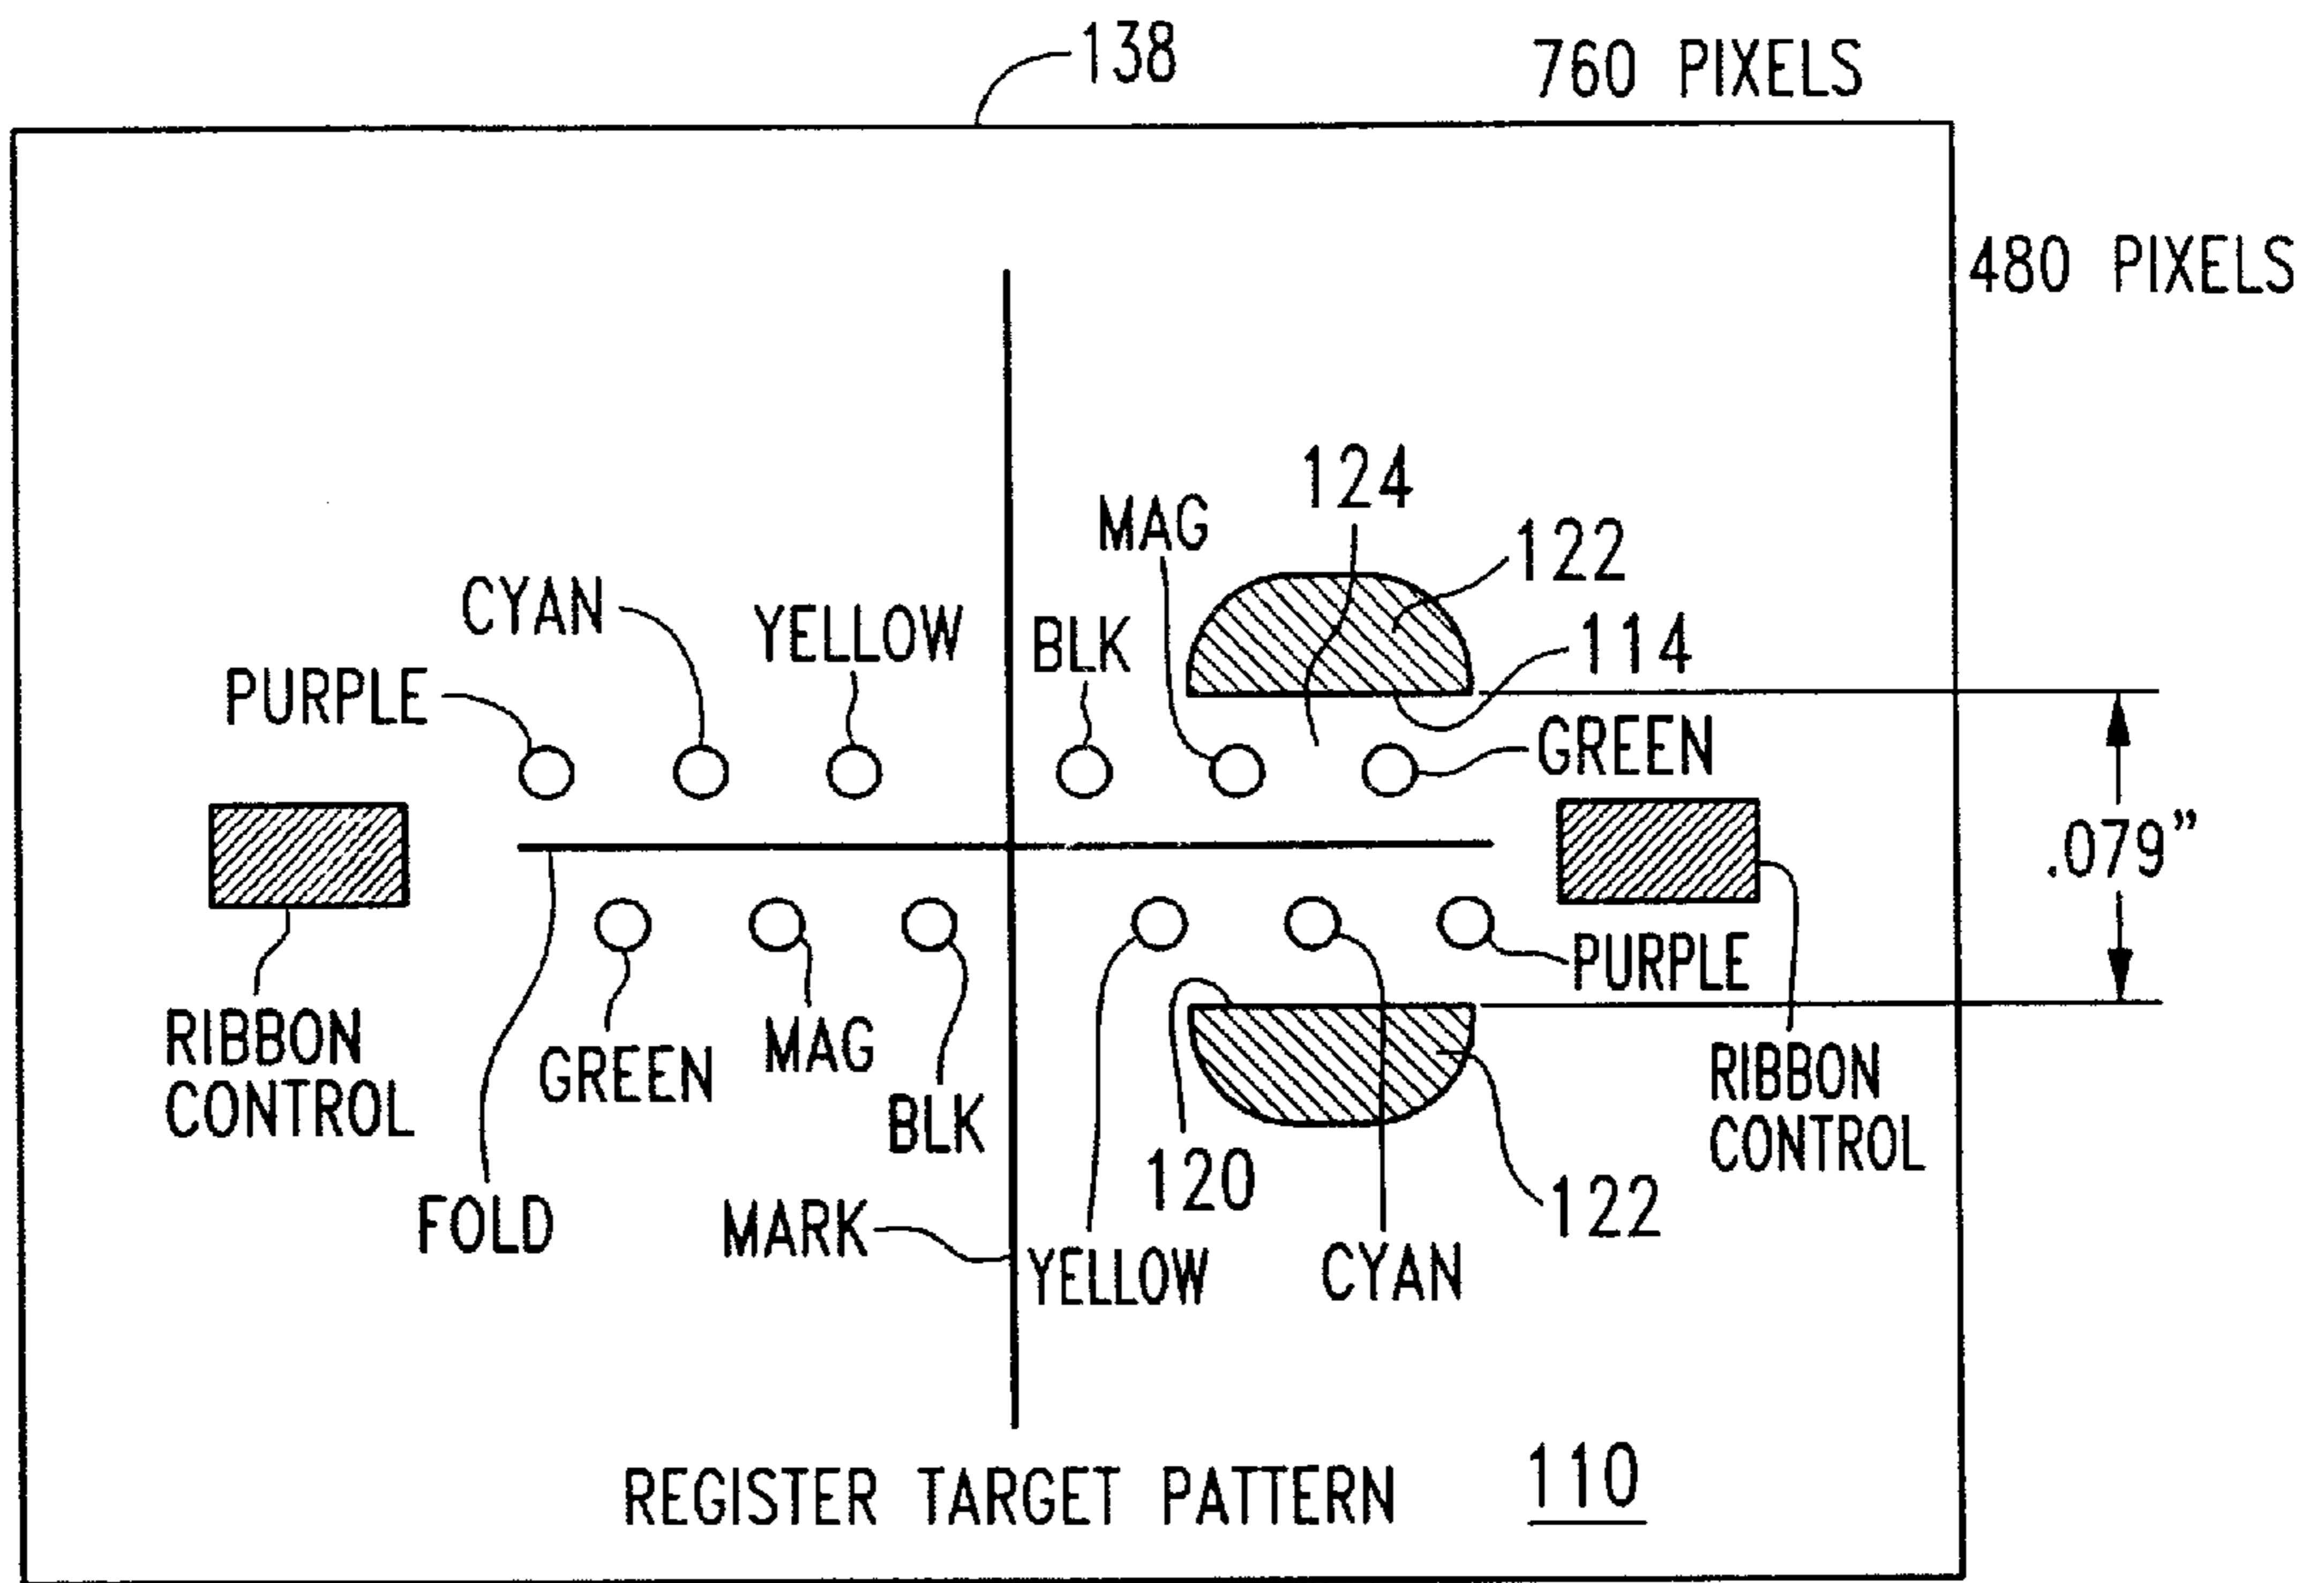 138
760 PIXELS
480 PIXELS
124
MAG
122
CYAN
YELLOW
BLK
114
PURPLE
GREEN
.079”
PURPLE
RIBBON
CONTROL
GREEN
MAG
BLK
RIBBON
CONTROL
120
122
FOLD
MARK
YELLOW
CYAN
REGISTER TARGET PATTERN
110